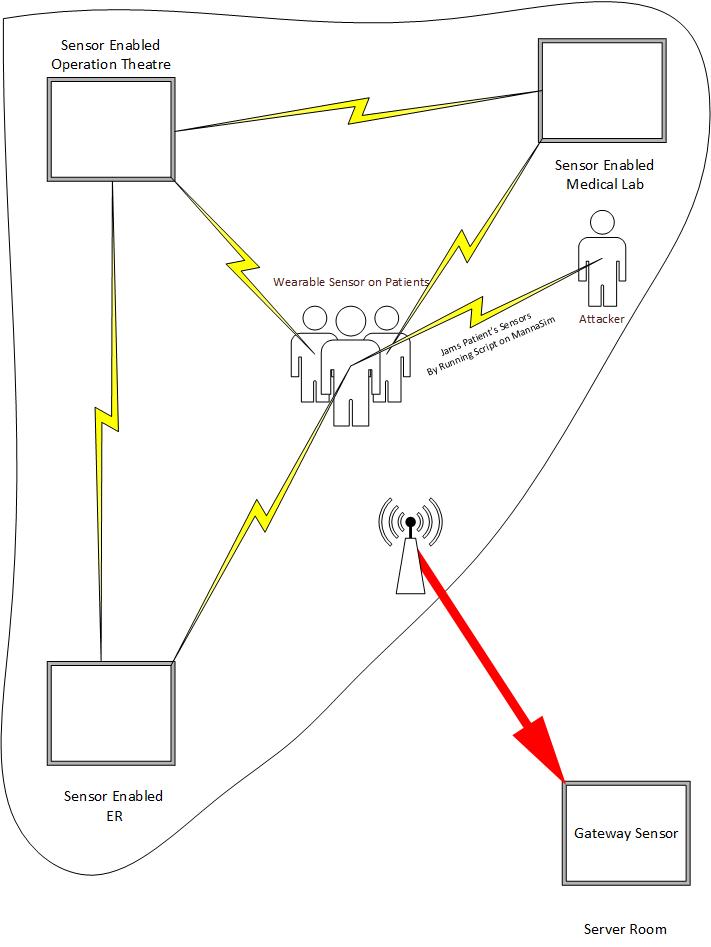 Sensor Enabled
Operation Theatre
Sensor Enabled
Medical Lab
Wearable Sensor on Patients
Attacker
Jams Patient's Sensors
By Running Script on MannaSim
Sensor Enabled
ER
Gateway Sensor
Server Room